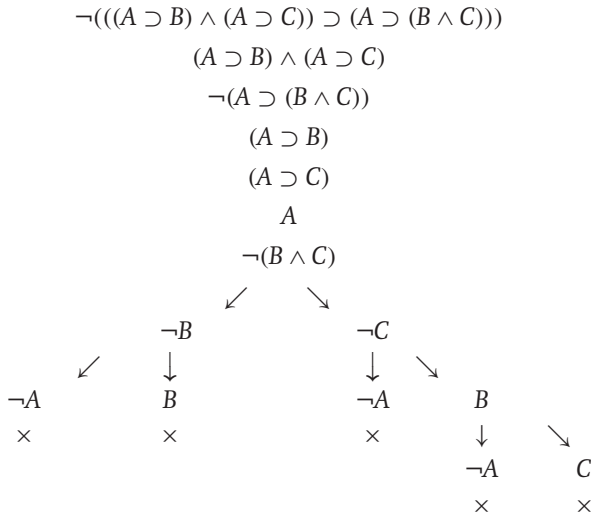 ¬(((A ⊃ B) ∧ (A ⊃ C)) ⊃ (A ⊃ (B ∧ C)))
(A ⊃ B) ∧ (A ⊃ C)
¬(A ⊃ (B ∧ C))
(A ⊃ B)
(A ⊃ C)
A
¬(B ∧ C)
↙ ↘
¬B ¬C
↙ ↓ ↓ ↘
¬A B ¬A B
× × × ↓ ↘
¬A C
× ×